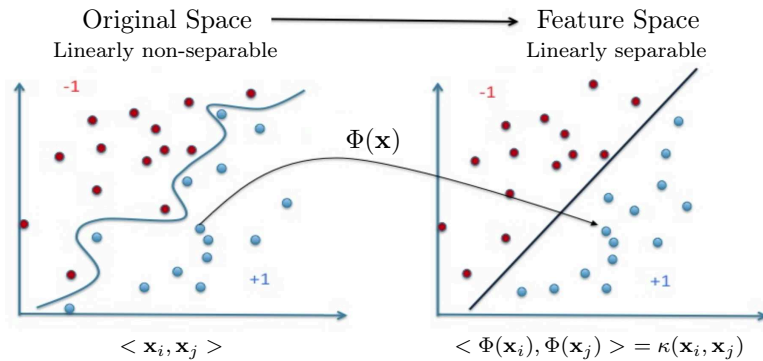 Original Space
Feature Space
Linearly non-separable
Linearly separable
-1
-1
Φ(x)
+1
+1
< x_i, x_j >
< Φ(x_i), Φ(x_j) > = κ(x_i, x_j)